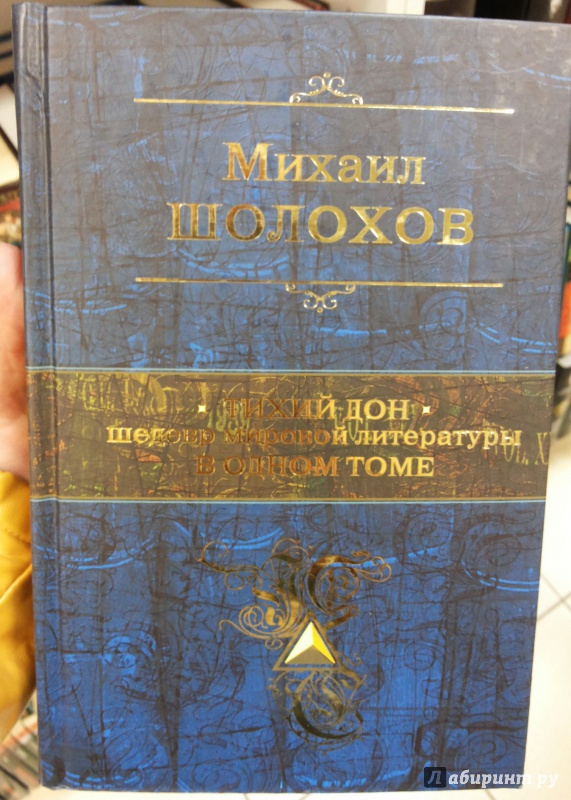 Михаил
ШОЛОХОВ
· ТИХИЙ ДОН ·
шедевр мировой литературы
В ОДНОМ ТОМЕ
Лабиринт.ру